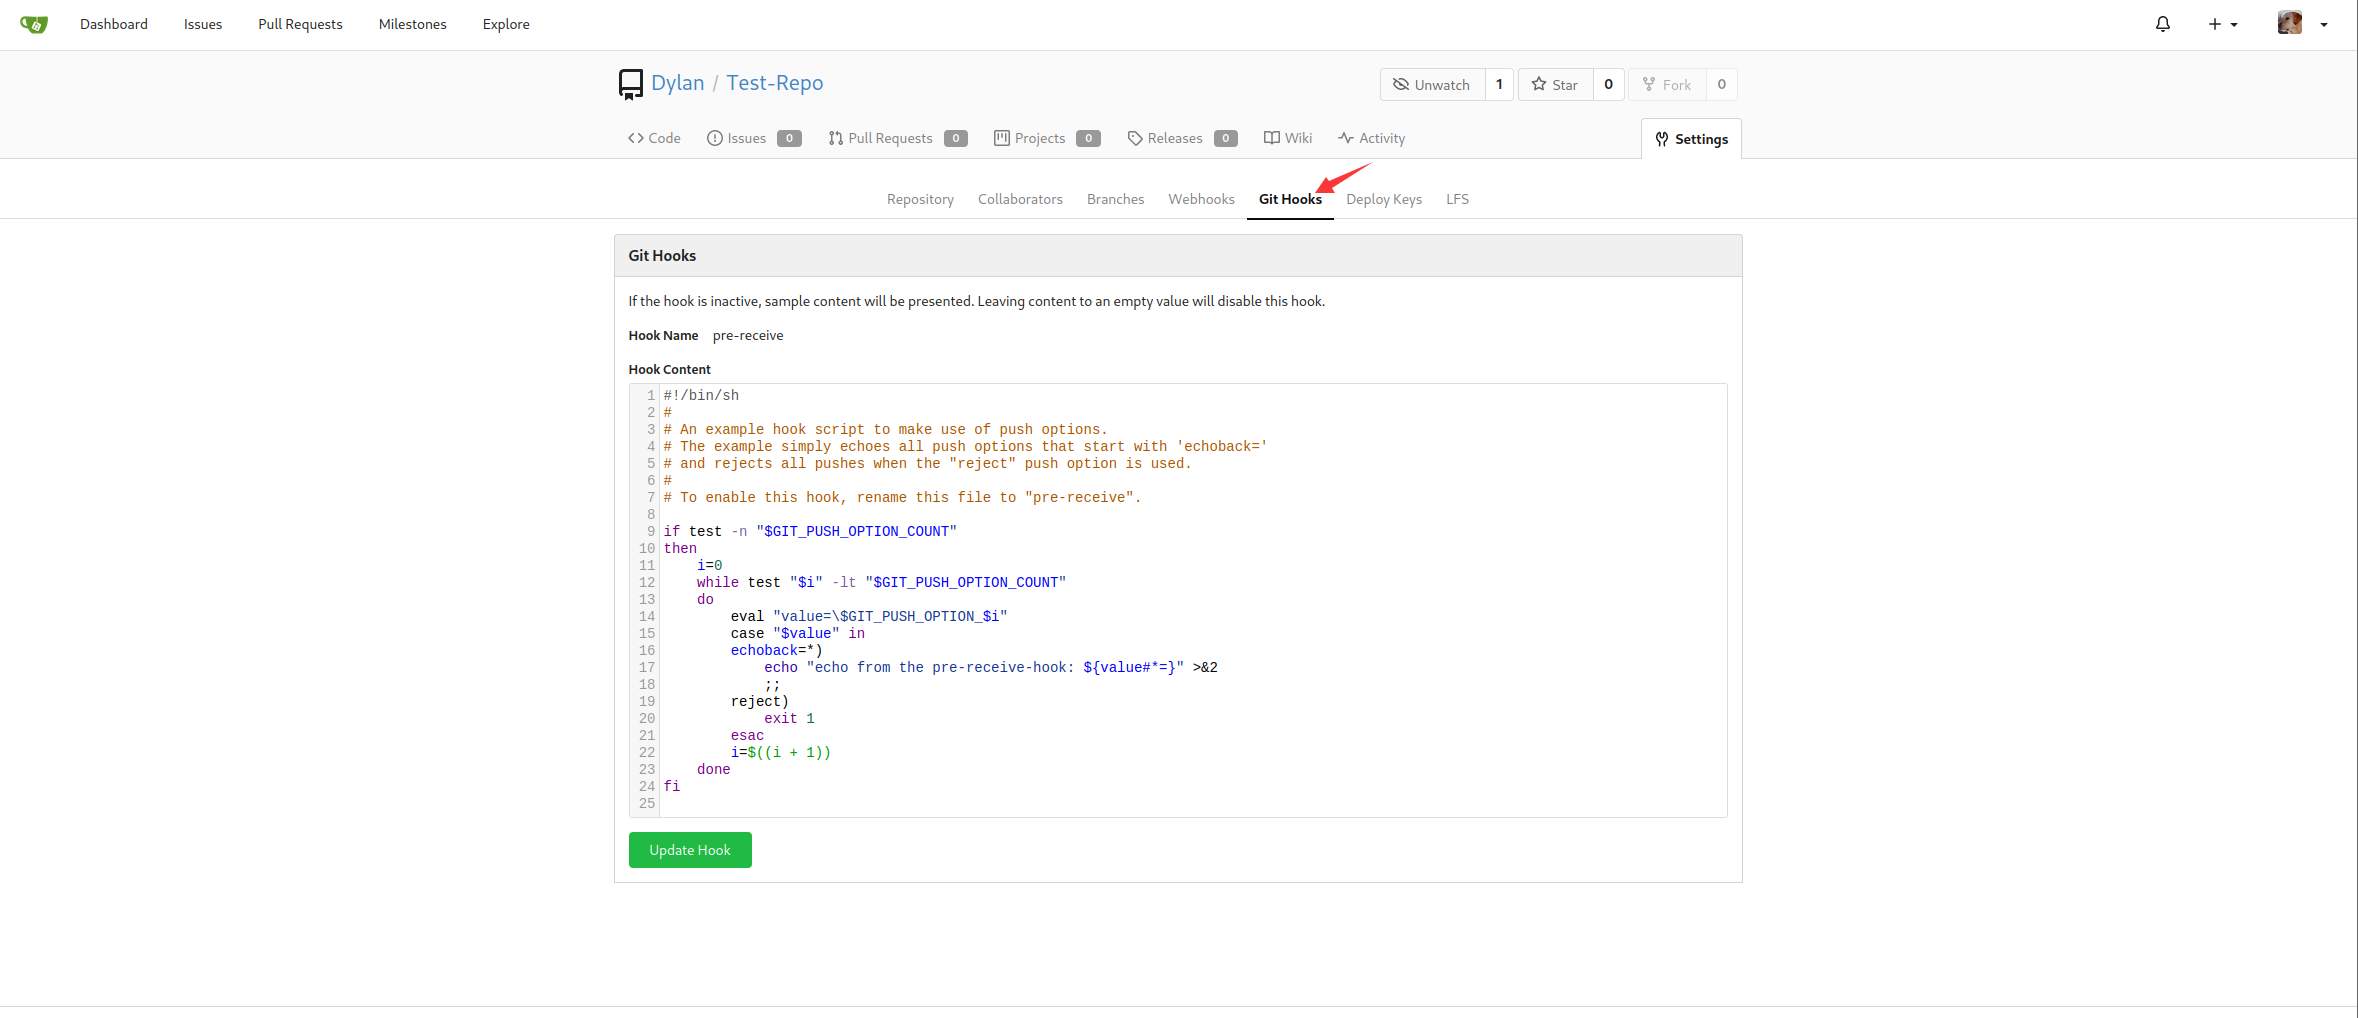 Dashboard Issues Pull Requests Milestones Explore
Dylan / Test-Repo
Unwatch 1 Star 0 Fork 0
Code Issues 0 Pull Requests 0 Projects 0 Releases 0 Wiki Activity Settings
Repository Collaborators Branches Webhooks Git Hooks Deploy Keys LFS
Git Hooks
If the hook is inactive, sample content will be presented. Leaving content to an empty value will disable this hook.
Hook Name pre-receive
Hook Content
1 #!/bin/sh
2 #
3 # An example hook script to make use of push options.
4 # The example simply echoes all push options that start with 'echoback='
5 # and rejects all pushes when the "reject" push option is used.
6 #
7 # To enable this hook, rename this file to "pre-receive".
8
9 if test -n "$GIT_PUSH_OPTION_COUNT"
10 then
11     i=0
12     while test "$i" -lt "$GIT_PUSH_OPTION_COUNT"
13     do
14         eval "value=\$GIT_PUSH_OPTION_$i"
15         case "$value" in
16         echoback=*)
17             echo "echo from the pre-receive-hook: ${value#*=}" >&2
18             ;;
19         reject)
20             exit 1
21         esac
22         i=$((i + 1))
23     done
24 fi
25
Update Hook